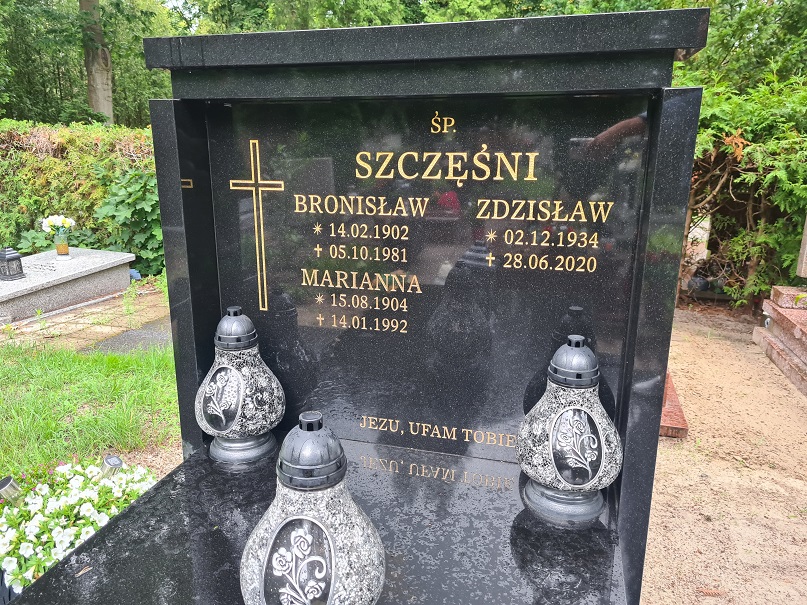 ŚP.
SZCZĘŚNI
BRONISŁAW
* 14.02.1902
✝ 05.10.1981
MARIANNA
* 15.08.1904
✝ 14.01.1992
ZDZISŁAW
* 02.12.1934
✝ 28.06.2020
JEZU, UFAM TOBIE